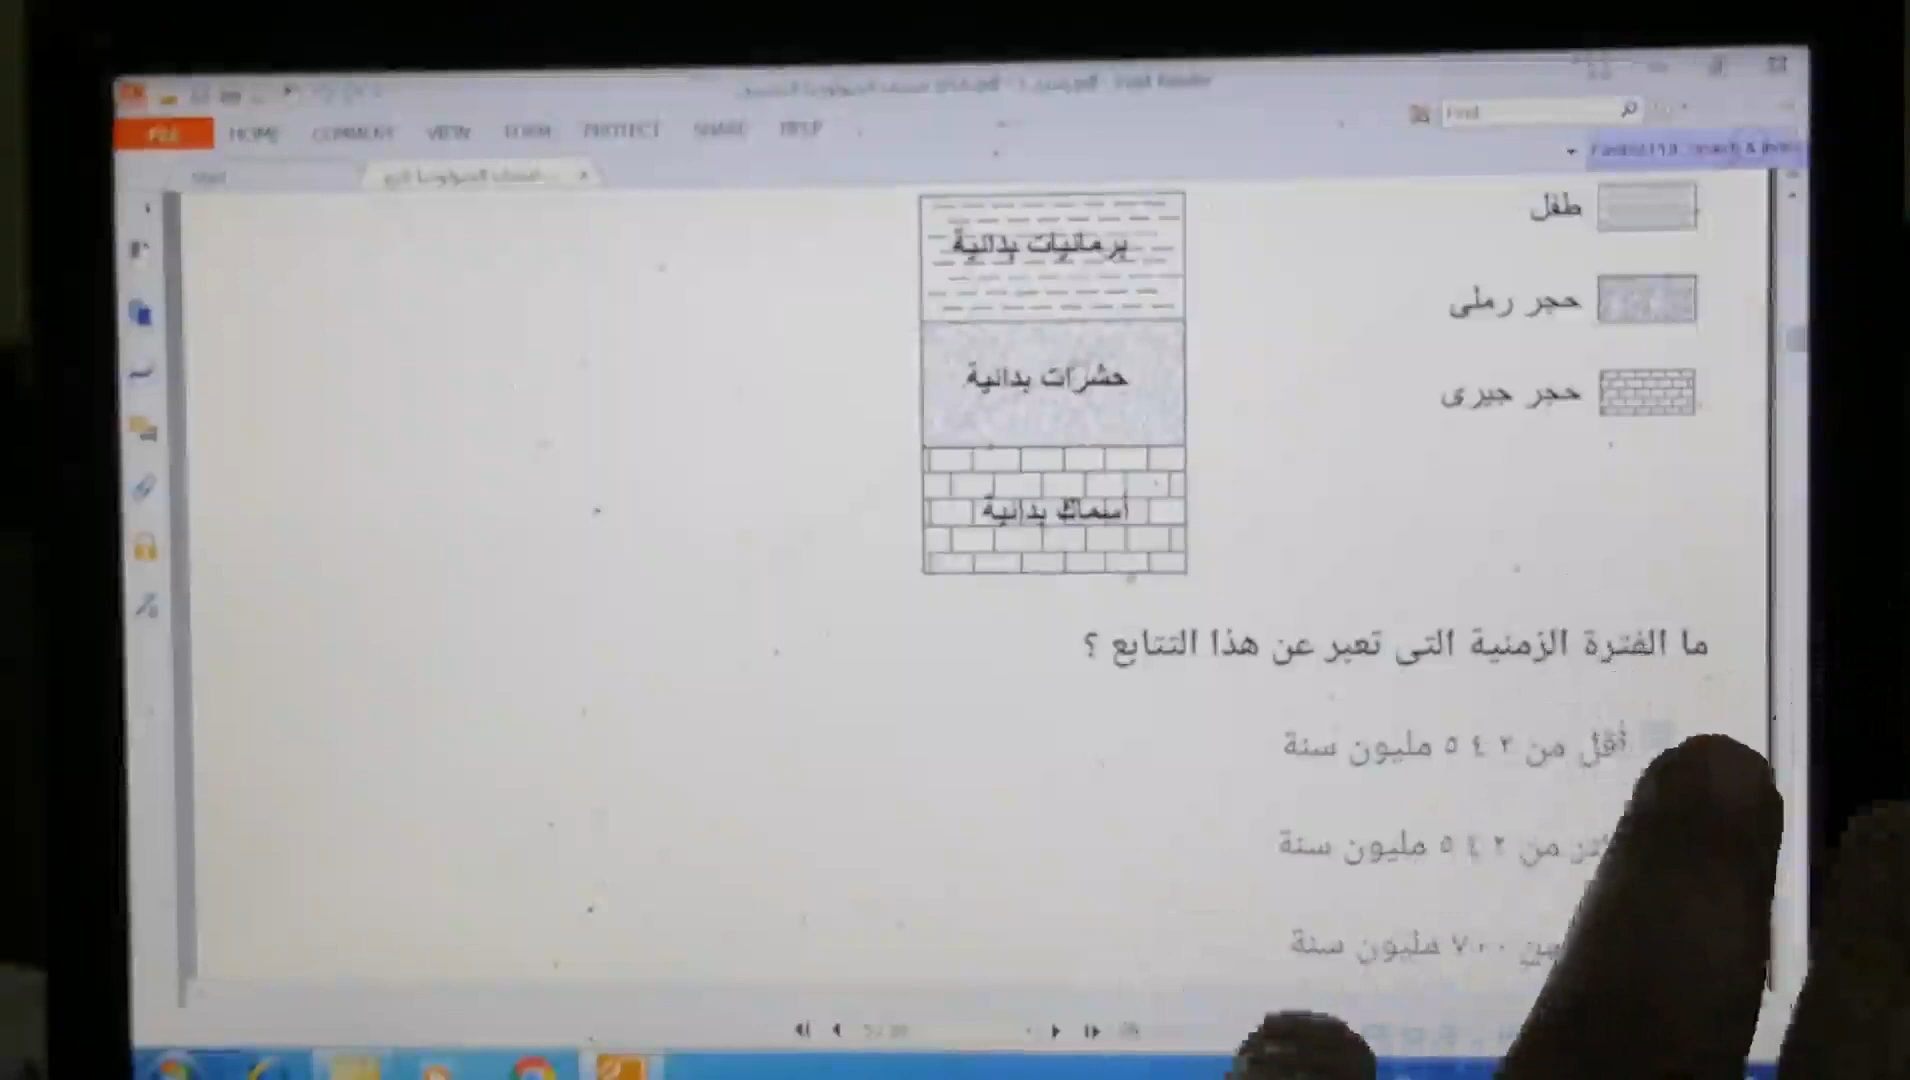 FILE HOME COMMENT VIEW FORM PROTECT SHARE HELP
Find
Start
طفل
برمائيات بدائية
حجر رملى
حشرات بدائية
حجر جيرى
أسماك بدائية
ما الفترة الزمنية التى تعبر عن هذا التتابع ؟
أقل من ٥٤٢ مليون سنة
من ٥٤٢ مليون سنة
من ٧٠٠ مليون سنة